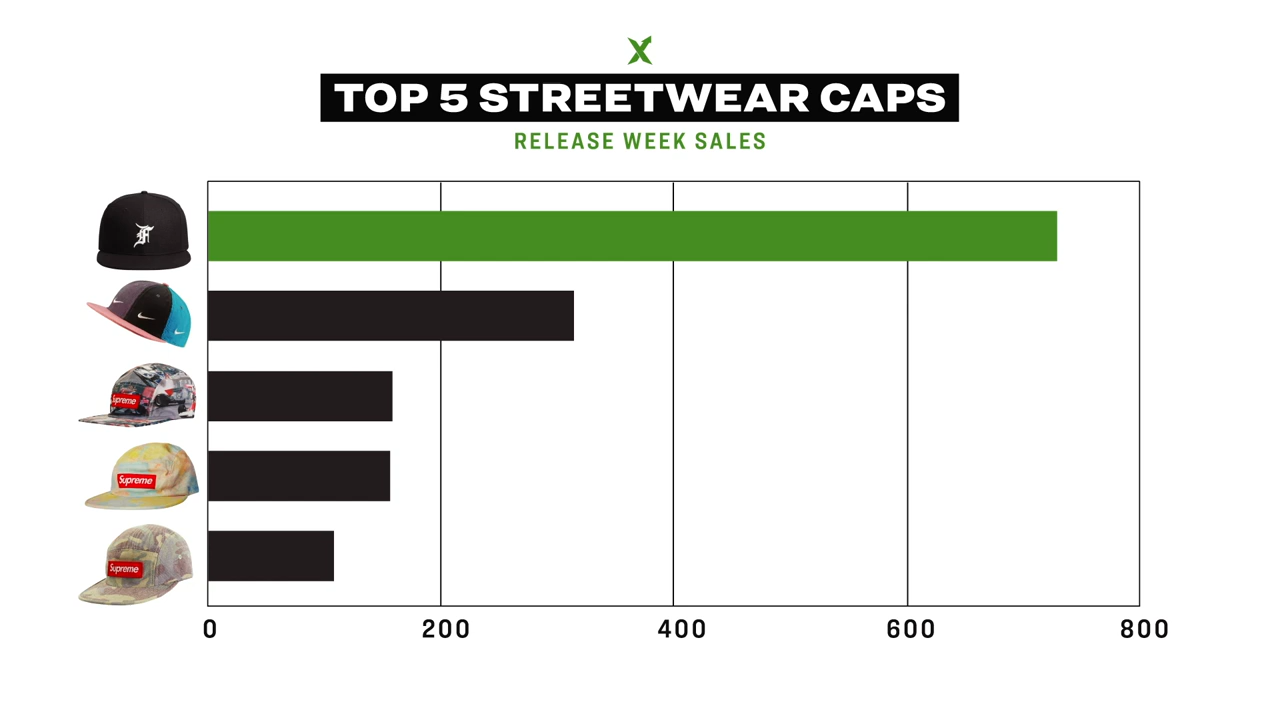 TOP 5 STREETWEAR CAPS
RELEASE WEEK SALES
F
Supreme
Supreme
Supreme
0 200 400 600 800